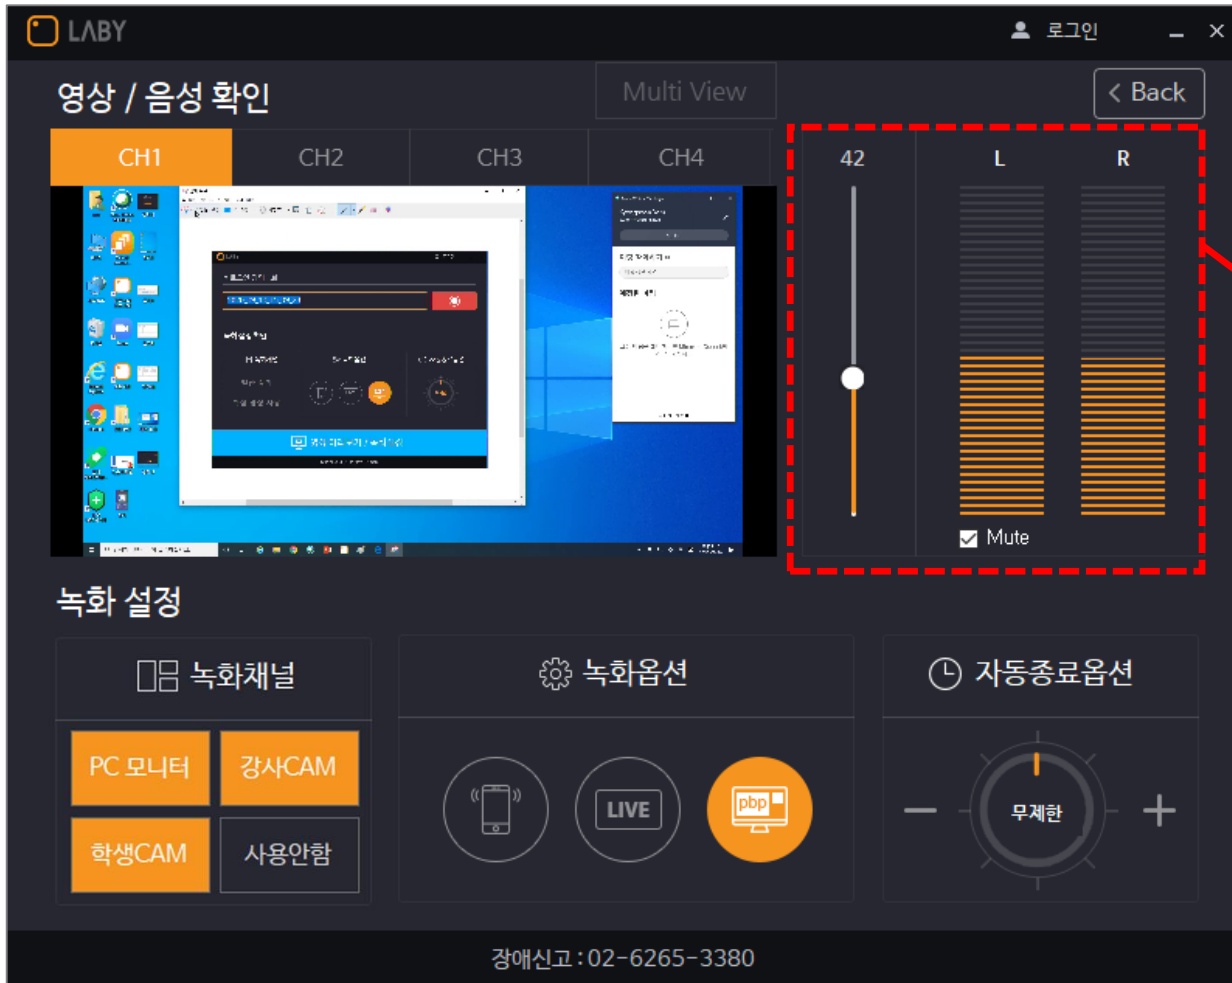 LABY
로그인
영상 / 음성 확인
Multi View
< Back
CH1 CH2 CH3 CH4
42
L R
Mute
녹화 설정
녹화채널
녹화옵션
자동종료옵션
PC 모니터 강사CAM
학생CAM 사용안함
LIVE
pbp
무제한
장애신고 : 02-6265-3380